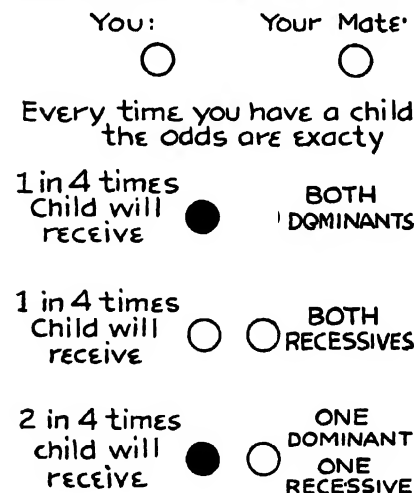 You: Your Mate.
Every time you have a child
the odds are exacty
1 in 4 times
Child will
receive
BOTH
DOMINANTS
1 in 4 times
Child will
receive
BOTH
RECESSIVES
2 in 4 times
child will
receive
ONE
DOMINANT
ONE
RECESSIVE